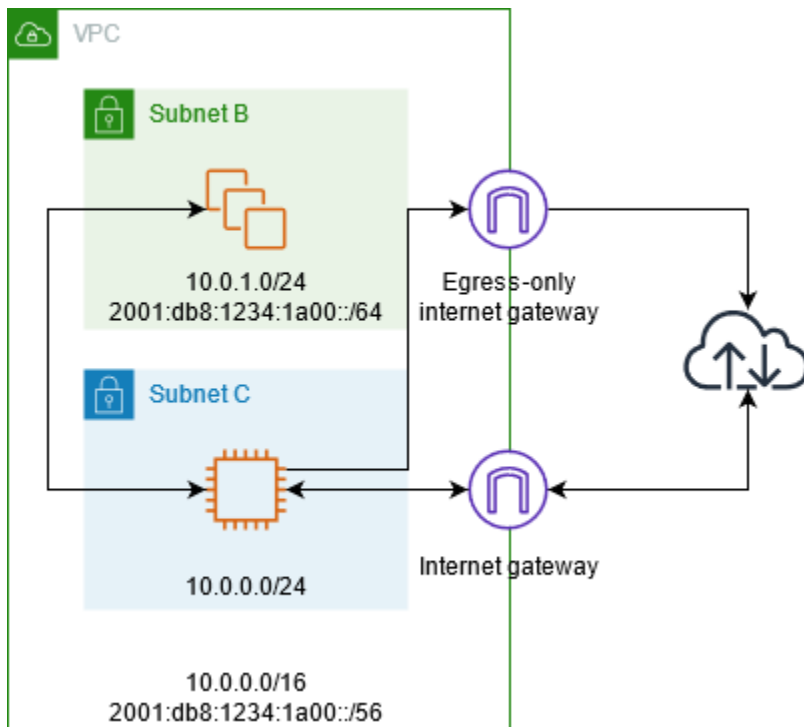 VPC
Subnet B
10.0.1.0/24
2001:db8:1234:1a00::/64
Egress-only
internet gateway
Subnet C
10.0.0.0/24
Internet gateway
10.0.0.0/16
2001:db8:1234:1a00::/56